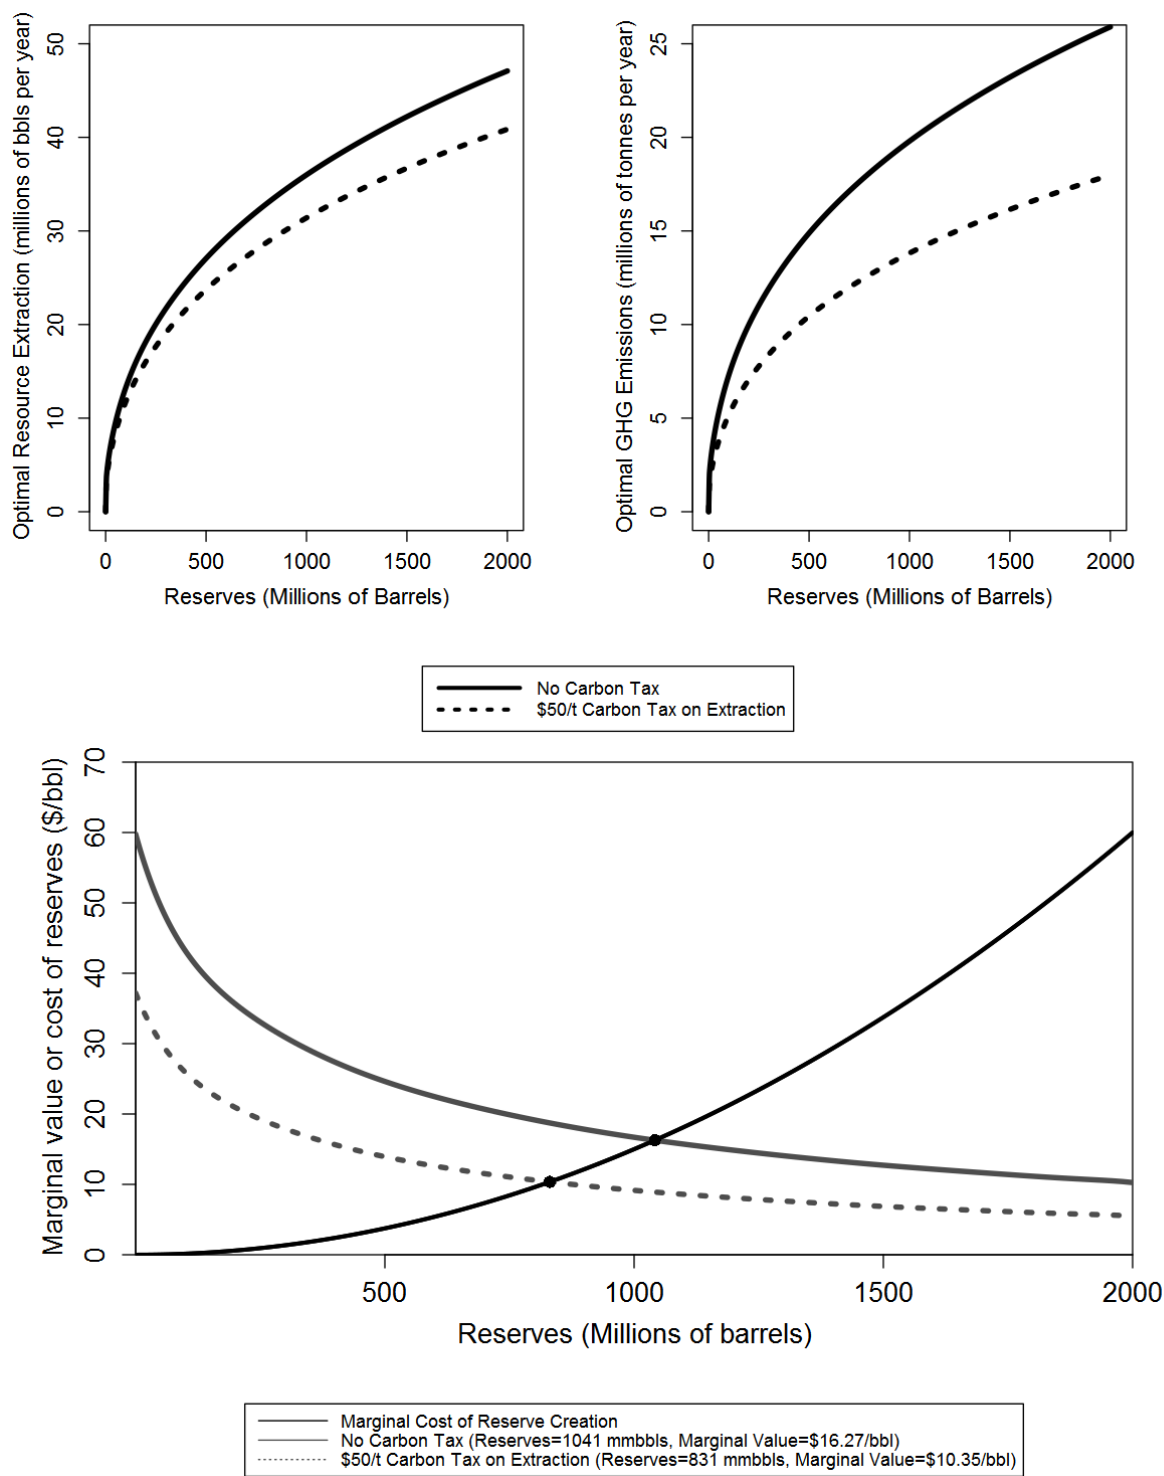 Optimal Resource Extraction (millions of bbls per year)
50
40
30
20
10
0
0 500 1000 1500 2000
Reserves (Millions of Barrels)
Optimal GHG Emissions (millions of tonnes per year)
25
20
15
10
5
0
0 500 1000 1500 2000
Reserves (Millions of Barrels)
No Carbon Tax
$50/t Carbon Tax on Extraction
Marginal value or cost of reserves ($/bbl)
70
60
50
40
30
20
10
0
500 1000 1500 2000
Reserves (Millions of barrels)
Marginal Cost of Reserve Creation
No Carbon Tax (Reserves=1041 mmbbls, Marginal Value=$16.27/bbl)
$50/t Carbon Tax on Extraction (Reserves=831 mmbbls, Marginal Value=$10.35/bbl)